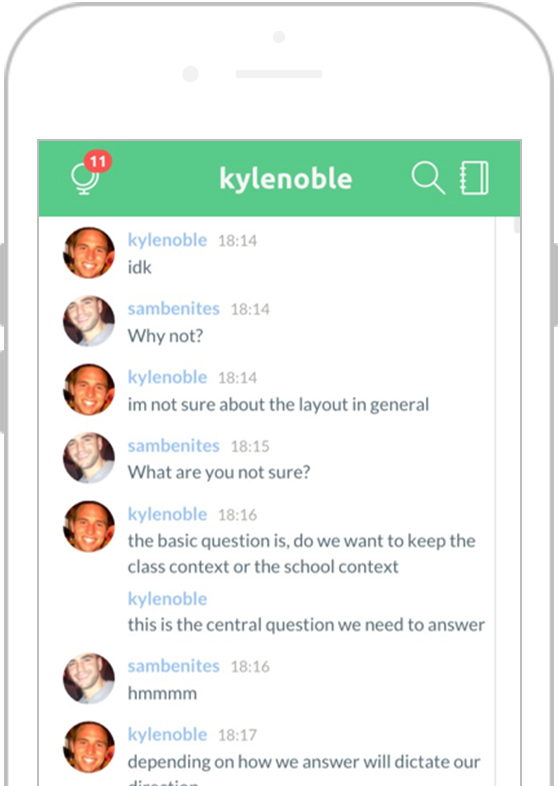 11
kylenoble
kylenoble 18:14
idk
sambenites 18:14
Why not?
kylenoble 18:14
im not sure about the layout in general
sambenites 18:15
What are you not sure?
kylenoble 18:16
the basic question is, do we want to keep the
class context or the school context
kylenoble
this is the central question we need to answer
sambenites 18:16
hmmmm
kylenoble 18:17
depending on how we answer will dictate our
direction